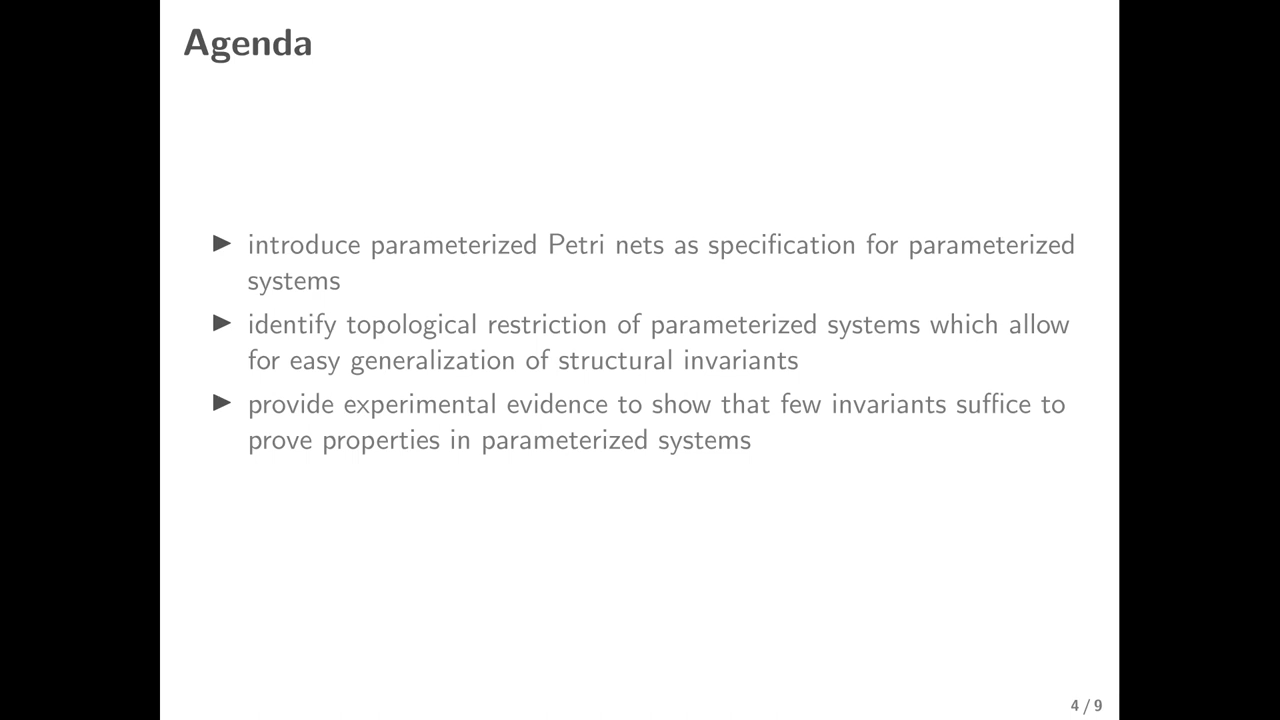 Agenda
▶ introduce parameterized Petri nets as specification for parameterized
systems
▶ identify topological restriction of parameterized systems which allow
for easy generalization of structural invariants
▶ provide experimental evidence to show that few invariants suffice to
prove properties in parameterized systems
4 / 9